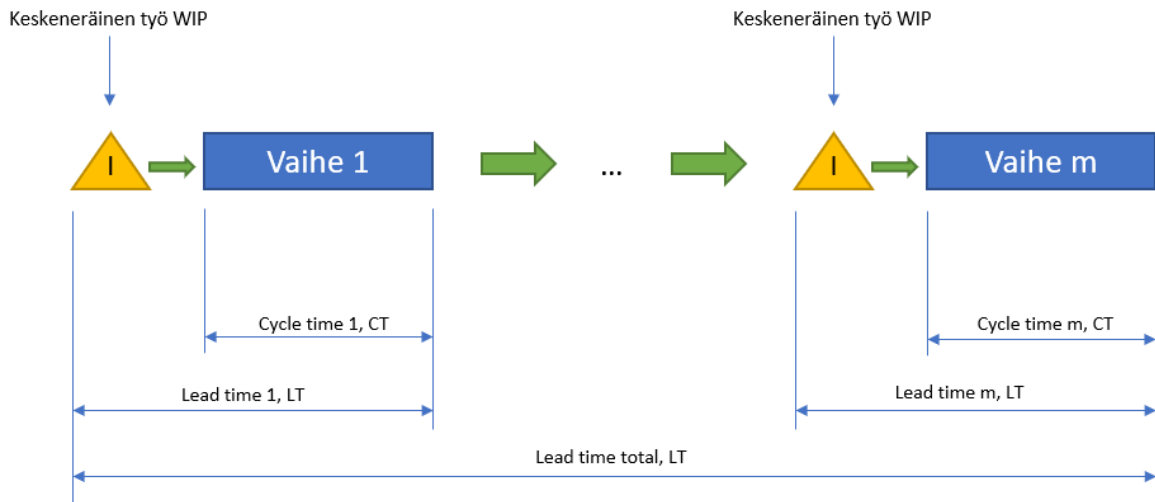 Keskeneräinen työ WIP
Keskeneräinen työ WIP
I
Vaihe 1
...
I
Vaihe m
Cycle time 1, CT
Cycle time m, CT
Lead time 1, LT
Lead time m, LT
Lead time total, LT